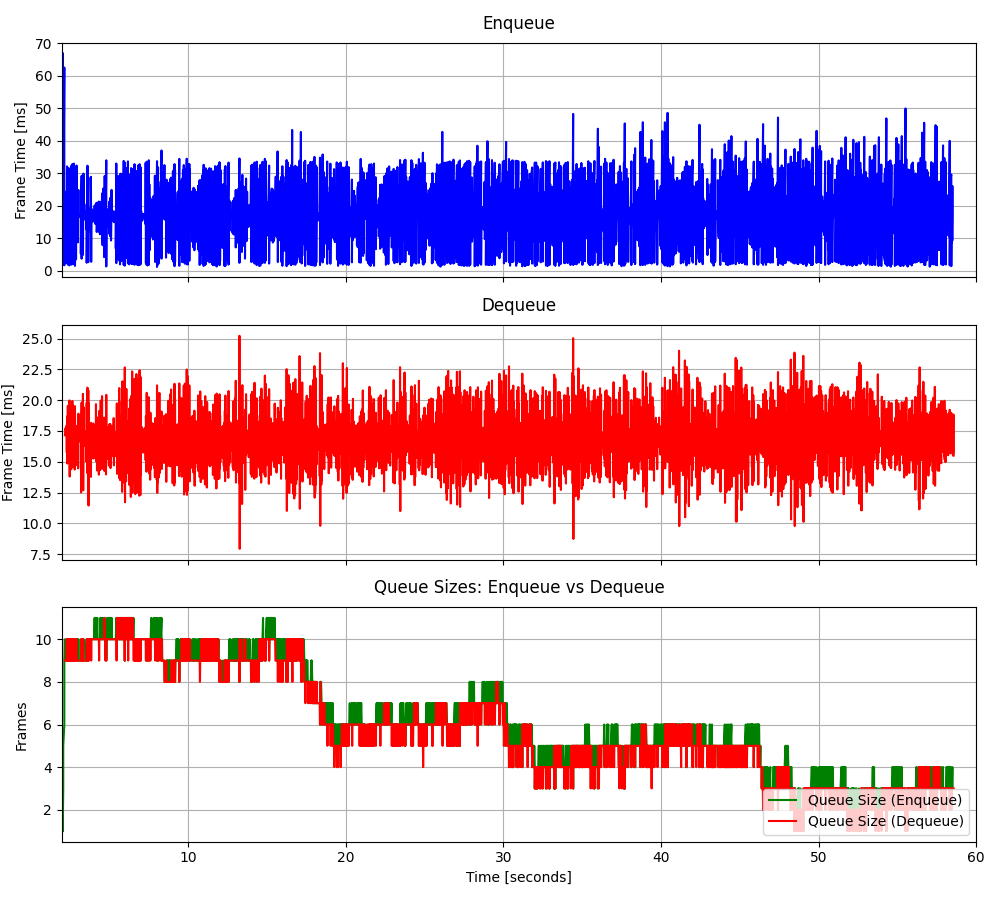 Enqueue
Frame Time [ms]
70
60
50
40
30
20
10
0
Dequeue
Frame Time [ms]
25.0
22.5
20.0
17.5
15.0
12.5
10.0
7.5
Queue Sizes: Enqueue vs Dequeue
Frames
10
8
6
4
2
Queue Size (Enqueue)
Queue Size (Dequeue)
10 20 30 40 50 60
Time [seconds]